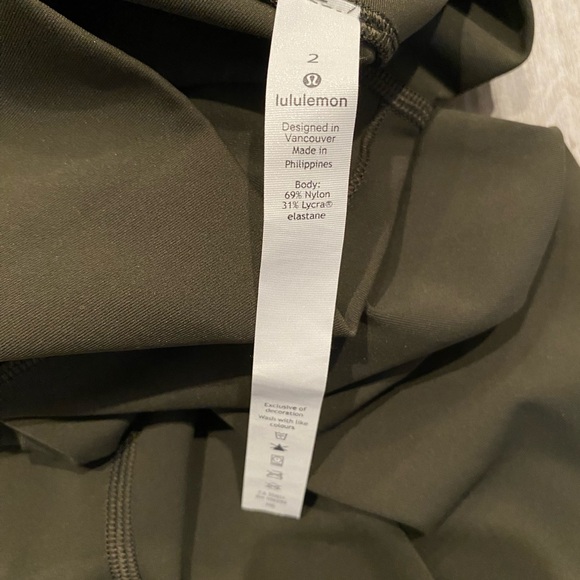 2
lululemon
Designed in
Vancouver
Made in
Philippines
Body:
69% Nylon
31% Lycra®
elastane
Exclusive of
decoration
Wash with like
colours